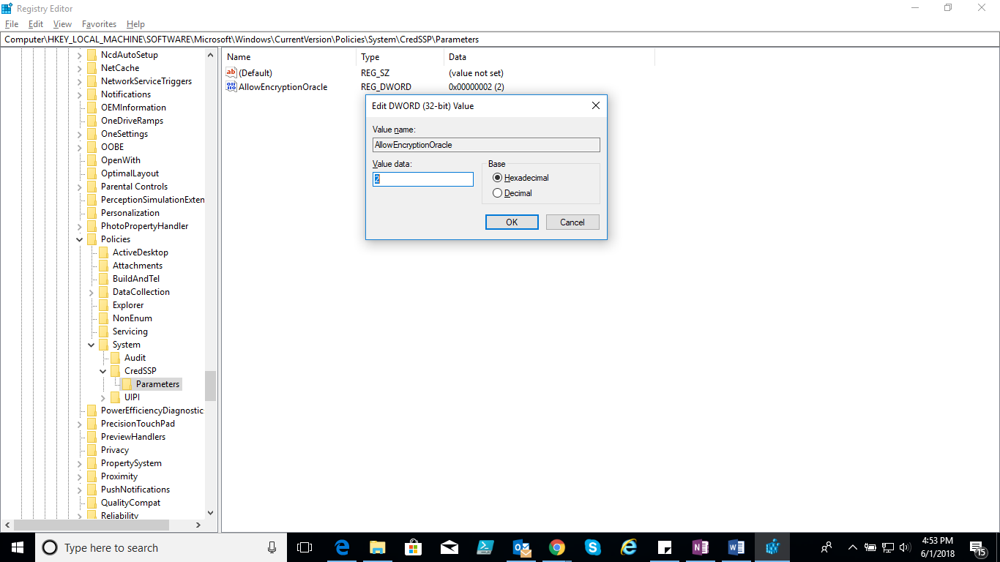 Registry Editor
File Edit View Favorites Help
Computer\HKEY_LOCAL_MACHINE\SOFTWARE\Microsoft\Windows\CurrentVersion\Policies\System\CredSSP\Parameters
NcdAutoSetup
NetCache
NetworkServiceTriggers
Notifications
OEMInformation
OneDriveRamps
OneSettings
OOBE
OpenWith
OptimalLayout
Parental Controls
PerceptionSimulationExten
Personalization
PhotoPropertyHandler
Policies
ActiveDesktop
Attachments
BuildAndTel
DataCollection
Explorer
NonEnum
Servicing
System
Audit
CredSSP
Parameters
UIPI
PowerEfficiencyDiagnostic
PrecisionTouchPad
PreviewHandlers
Privacy
PropertySystem
Proximity
PushNotifications
QualityCompat
Reliability
Name Type Data
(Default) REG_SZ (value not set)
AllowEncryptionOracle REG_DWORD 0x00000002 (2)
Edit DWORD (32-bit) Value
Value name:
AllowEncryptionOracle
Value data:
2
Base
Hexadecimal
Decimal
OK Cancel
Type here to search
4:53 PM
6/1/2018
15